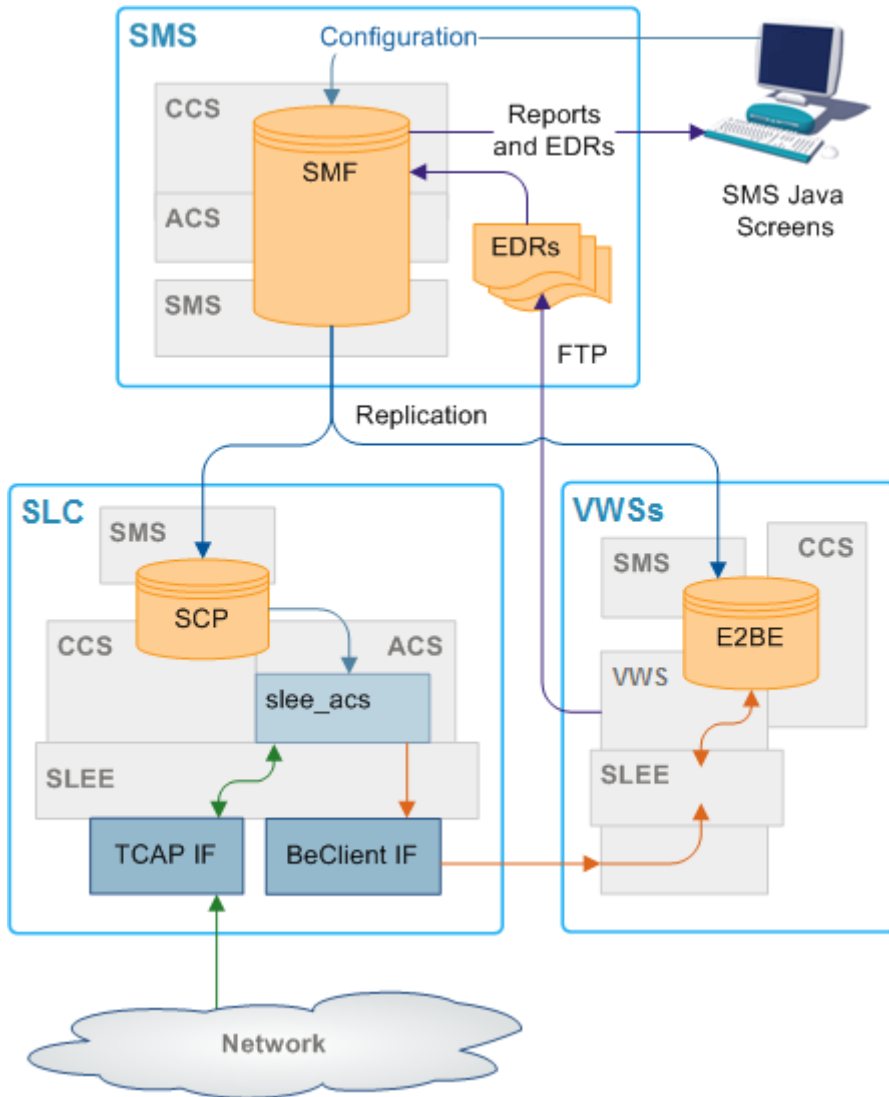 SMS
Configuration
CCS
SMF
Reports
and EDRs
SMS Java
Screens
ACS
EDRs
SMS
FTP
Replication
SLC
SMS
SCP
CCS
ACS
slee_acs
SLEE
TCAP IF
BeClient IF
VWSs
SMS
CCS
E2BE
VWS
SLEE
Network